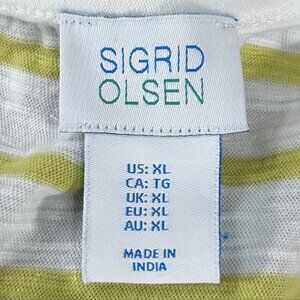 SIGRID
OLSEN
US: XL
CA: TG
UK: XL
EU: XL
AU: XL
MADE IN
INDIA